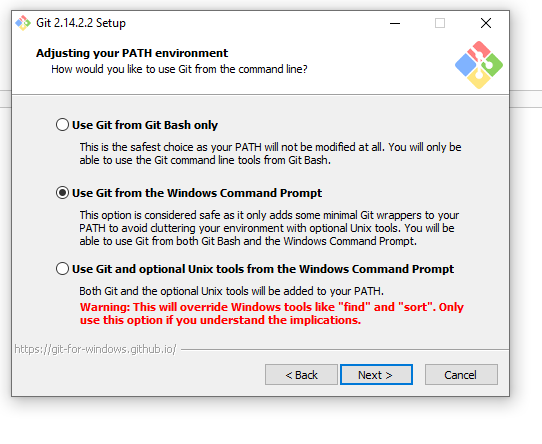 Git 2.14.2.2 Setup
Adjusting your PATH environment
How would you like to use Git from the command line?
Use Git from Git Bash only
This is the safest choice as your PATH will not be modified at all. You will only be
able to use the Git command line tools from Git Bash.
Use Git from the Windows Command Prompt
This option is considered safe as it only adds some minimal Git wrappers to your
PATH to avoid cluttering your environment with optional Unix tools. You will be
able to use Git from both Git Bash and the Windows Command Prompt.
Use Git and optional Unix tools from the Windows Command Prompt
Both Git and the optional Unix tools will be added to your PATH.
Warning: This will override Windows tools like "find" and "sort". Only
use this option if you understand the implications.
https://git-for-windows.github.io/
< Back
Next >
Cancel